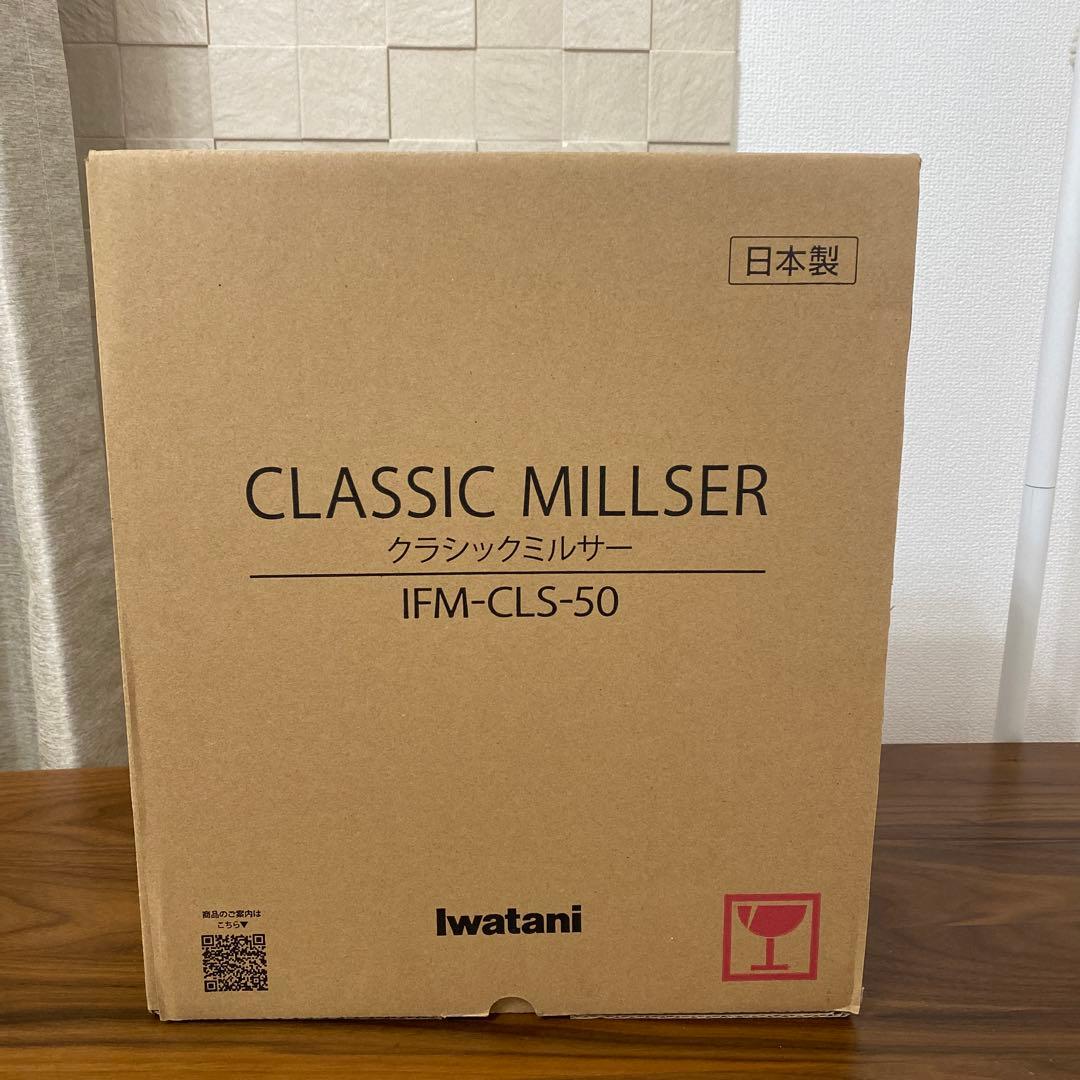 日本製
CLASSIC MILLSER
クラシックミルサー
IFM-CLS-50
商品のご案内は
こちら▼
Iwatani